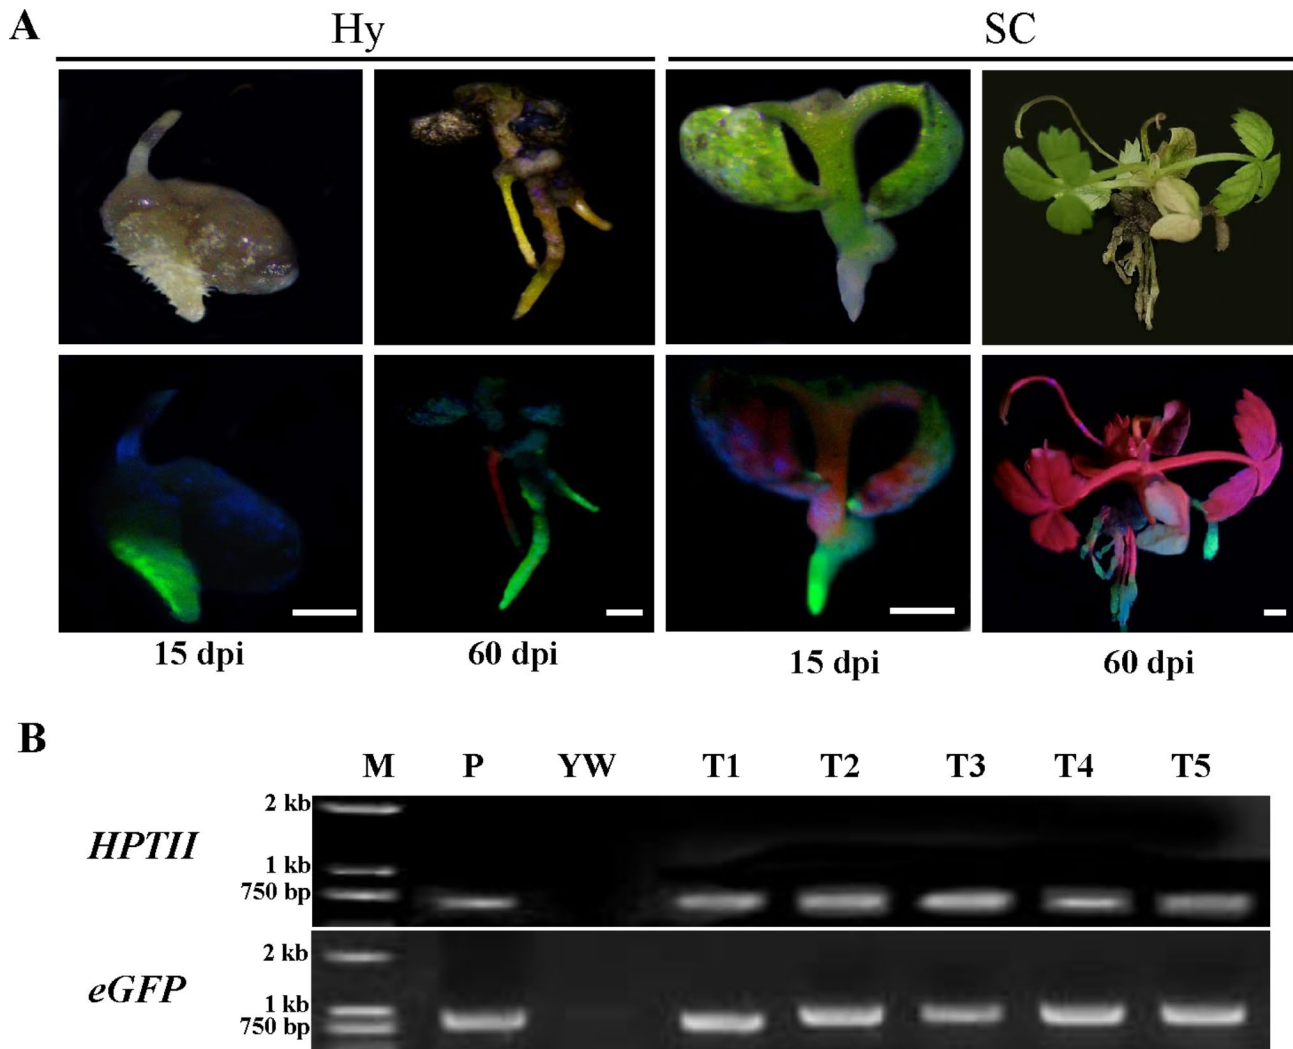 A
Hy
SC
15 dpi
60 dpi
15 dpi
60 dpi
B
M P YW T1 T2 T3 T4 T5
HPTII
2 kb
1 kb
750 bp
eGFP
2 kb
1 kb
750 bp